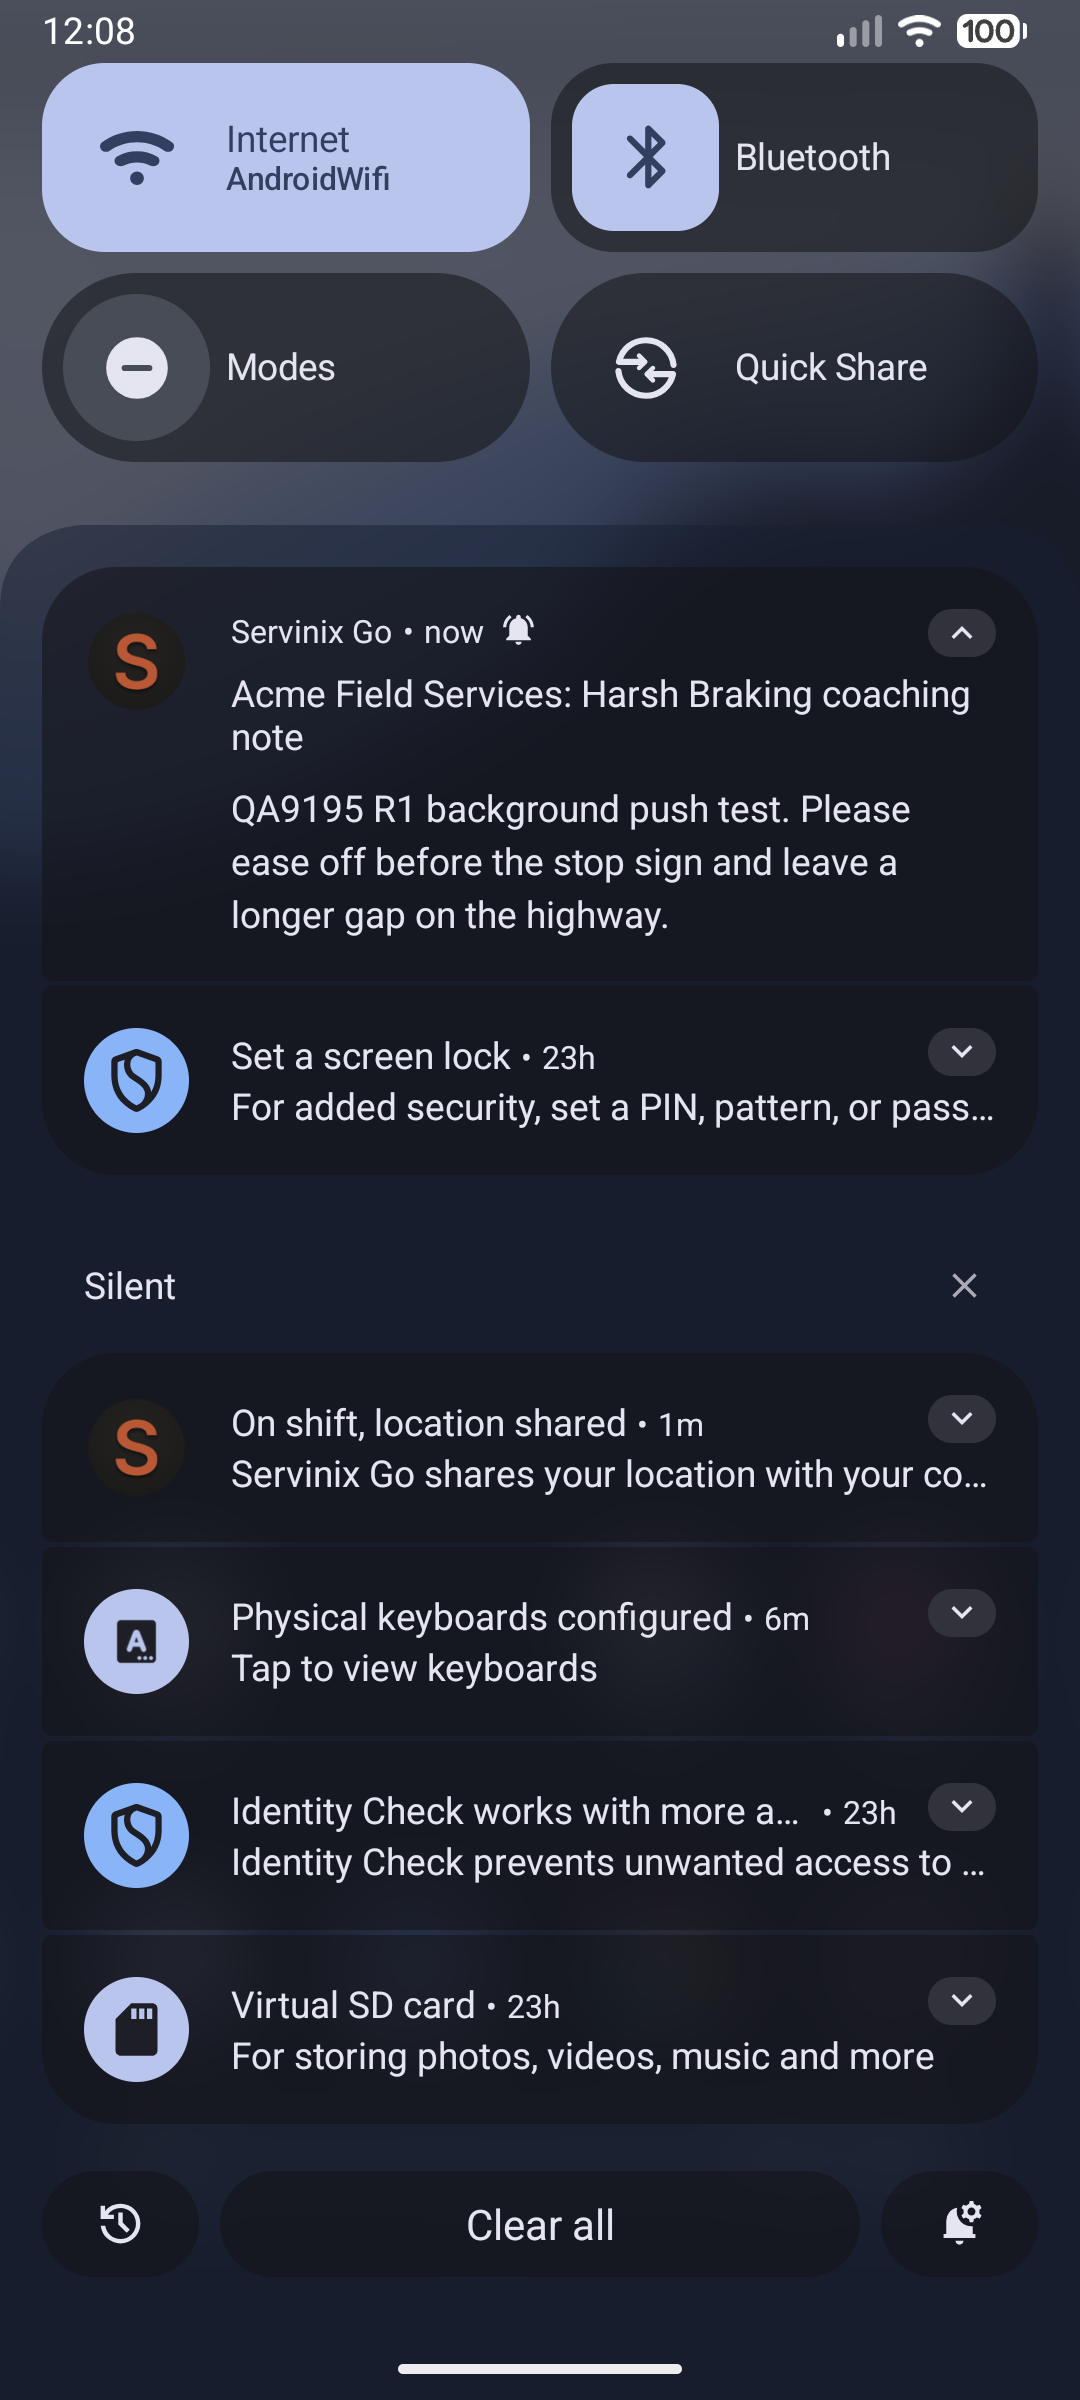 12:08
100
Internet
AndroidWifi
Bluetooth
Modes
Quick Share
S
Servinix Go • now
Acme Field Services: Harsh Braking coaching
note
QA9195 R1 background push test. Please
ease off before the stop sign and leave a
longer gap on the highway.
Set a screen lock • 23h
For added security, set a PIN, pattern, or pass…
Silent
S
On shift, location shared • 1m
Servinix Go shares your location with your co…
A
Physical keyboards configured • 6m
Tap to view keyboards
Identity Check works with more a… • 23h
Identity Check prevents unwanted access to …
Virtual SD card • 23h
For storing photos, videos, music and more
Clear all